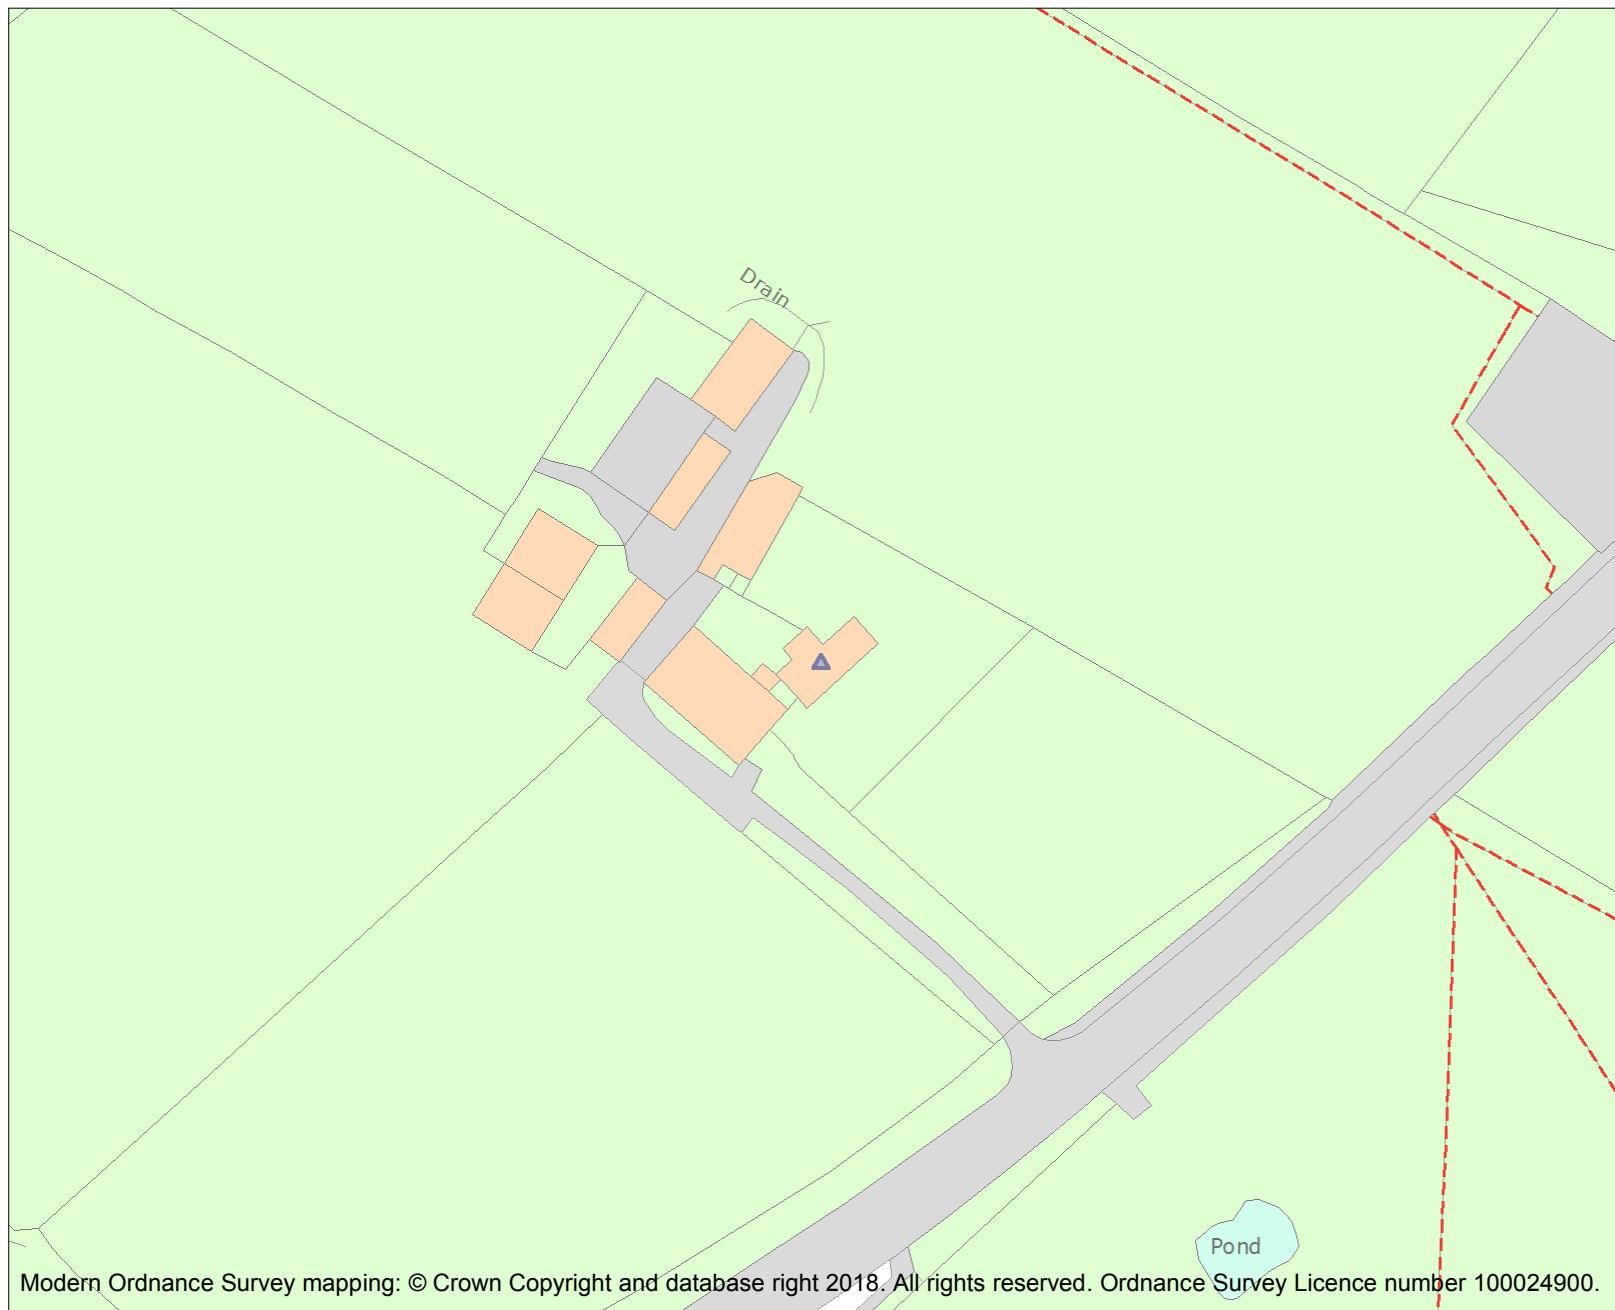 Drain
Pond
Modern Ordnance Survey mapping: © Crown Copyright and database right 2018. All rights reserved. Ordnance Survey Licence number 100024900.